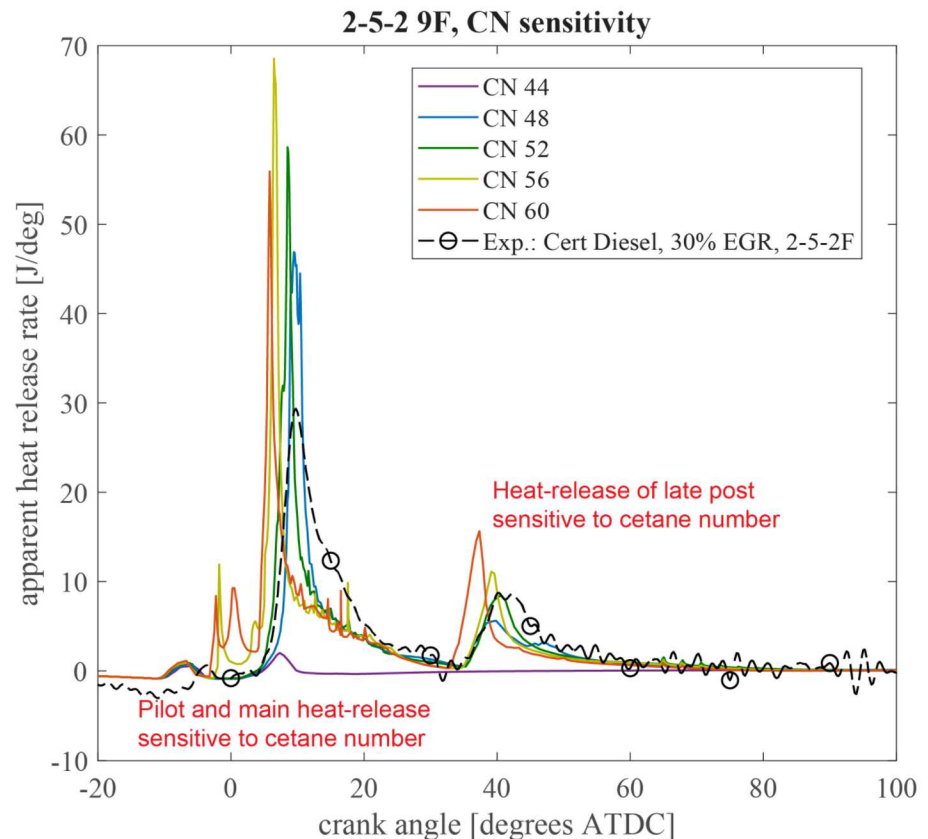 2-5-2 9F, CN sensitivity
70
60
50
40
30
20
10
0
-10
apparent heat release rate [J/deg]
CN 44
CN 48
CN 52
CN 56
CN 60
Exp.: Cert Diesel, 30% EGR, 2-5-2F
Heat-release of late post
sensitive to cetane number
Pilot and main heat-release
sensitive to cetane number
-20 0 20 40 60 80 100
crank angle [degrees ATDC]